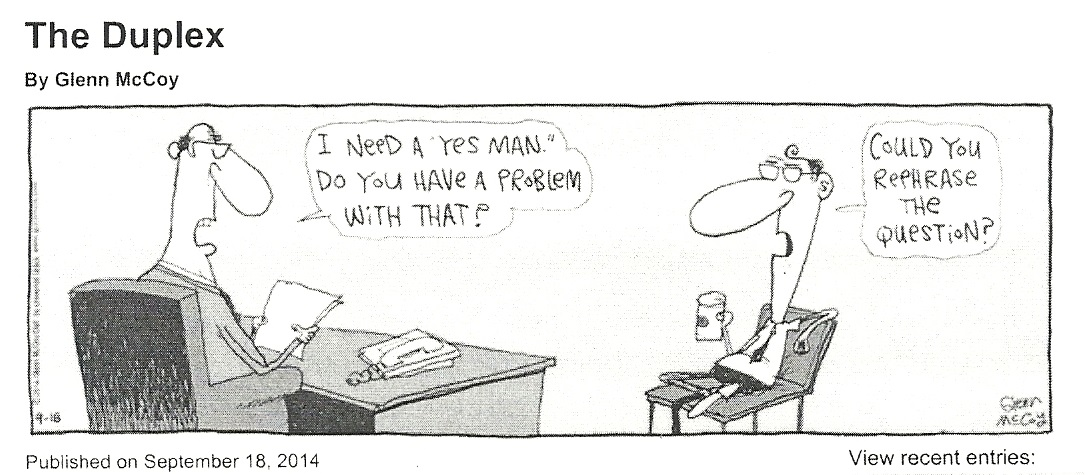 The Duplex
By Glenn McCoy
I NEED A "YES MAN."
DO YOU HAVE A PROBLEM
WITH THAT?
COULD YOU
REPHRASE
THE
QUESTION?
9-18
GLENN
McCOY
Published on September 18, 2014
View recent entries: